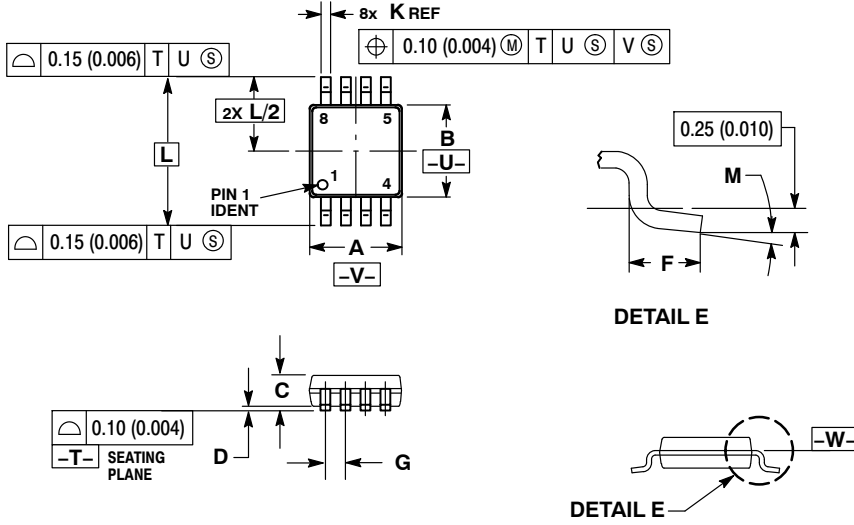 8x K REF
⌖ 0.10 (0.004) Ⓜ T U Ⓢ V Ⓢ
⌓ 0.15 (0.006) T U Ⓢ
2X L/2
8 5
B
–U–
L
1 4
PIN 1
IDENT
⌓ 0.15 (0.006) T U Ⓢ
A
–V–
0.25 (0.010)
M
F
DETAIL E
C
⌓ 0.10 (0.004)
–T– SEATING
PLANE
D
G
–W–
DETAIL E